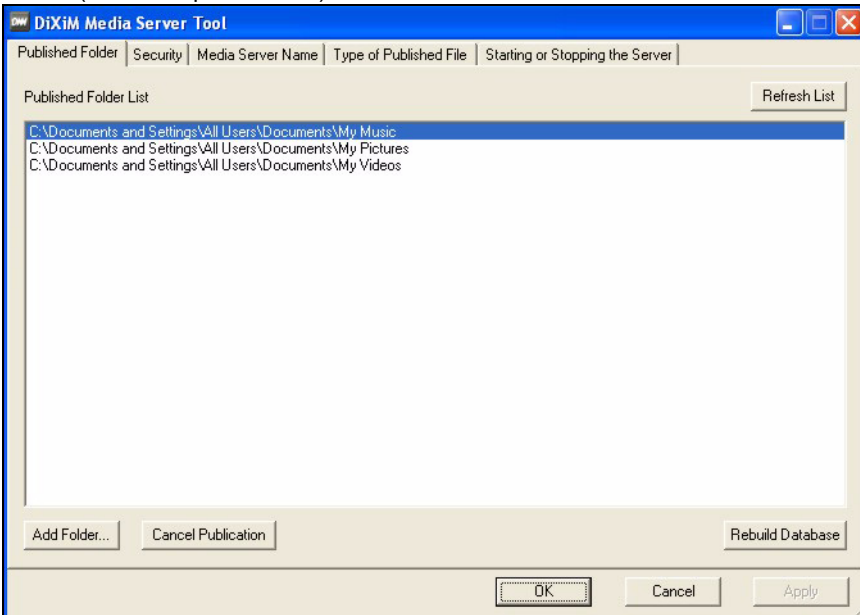 DiXiM Media Server Tool
Published Folder Security Media Server Name Type of Published File Starting or Stopping the Server
Published Folder List Refresh List
C:\Documents and Settings\All Users\Documents\My Music
C:\Documents and Settings\All Users\Documents\My Pictures
C:\Documents and Settings\All Users\Documents\My Videos
Add Folder... Cancel Publication Rebuild Database
OK Cancel Apply